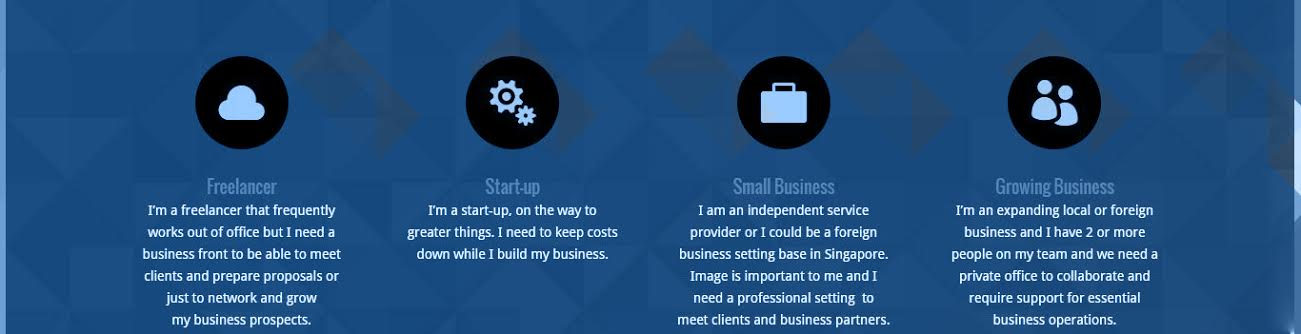 Freelancer
I'm a freelancer that frequently
works out of office but I need a
business front to be able to meet
clients and prepare proposals or
just to network and grow
my business prospects.
Start-up
I'm a start-up, on the way to
greater things. I need to keep costs
down while I build my business.
Small Business
I am an independent service
provider or I could be a foreign
business setting base in Singapore.
Image is important to me and I
need a professional setting  to
meet clients and business partners.
Growing Business
I'm an expanding local or foreign
business and I have 2 or more
people on my team and we need a
private office to collaborate and
require support for essential
business operations.